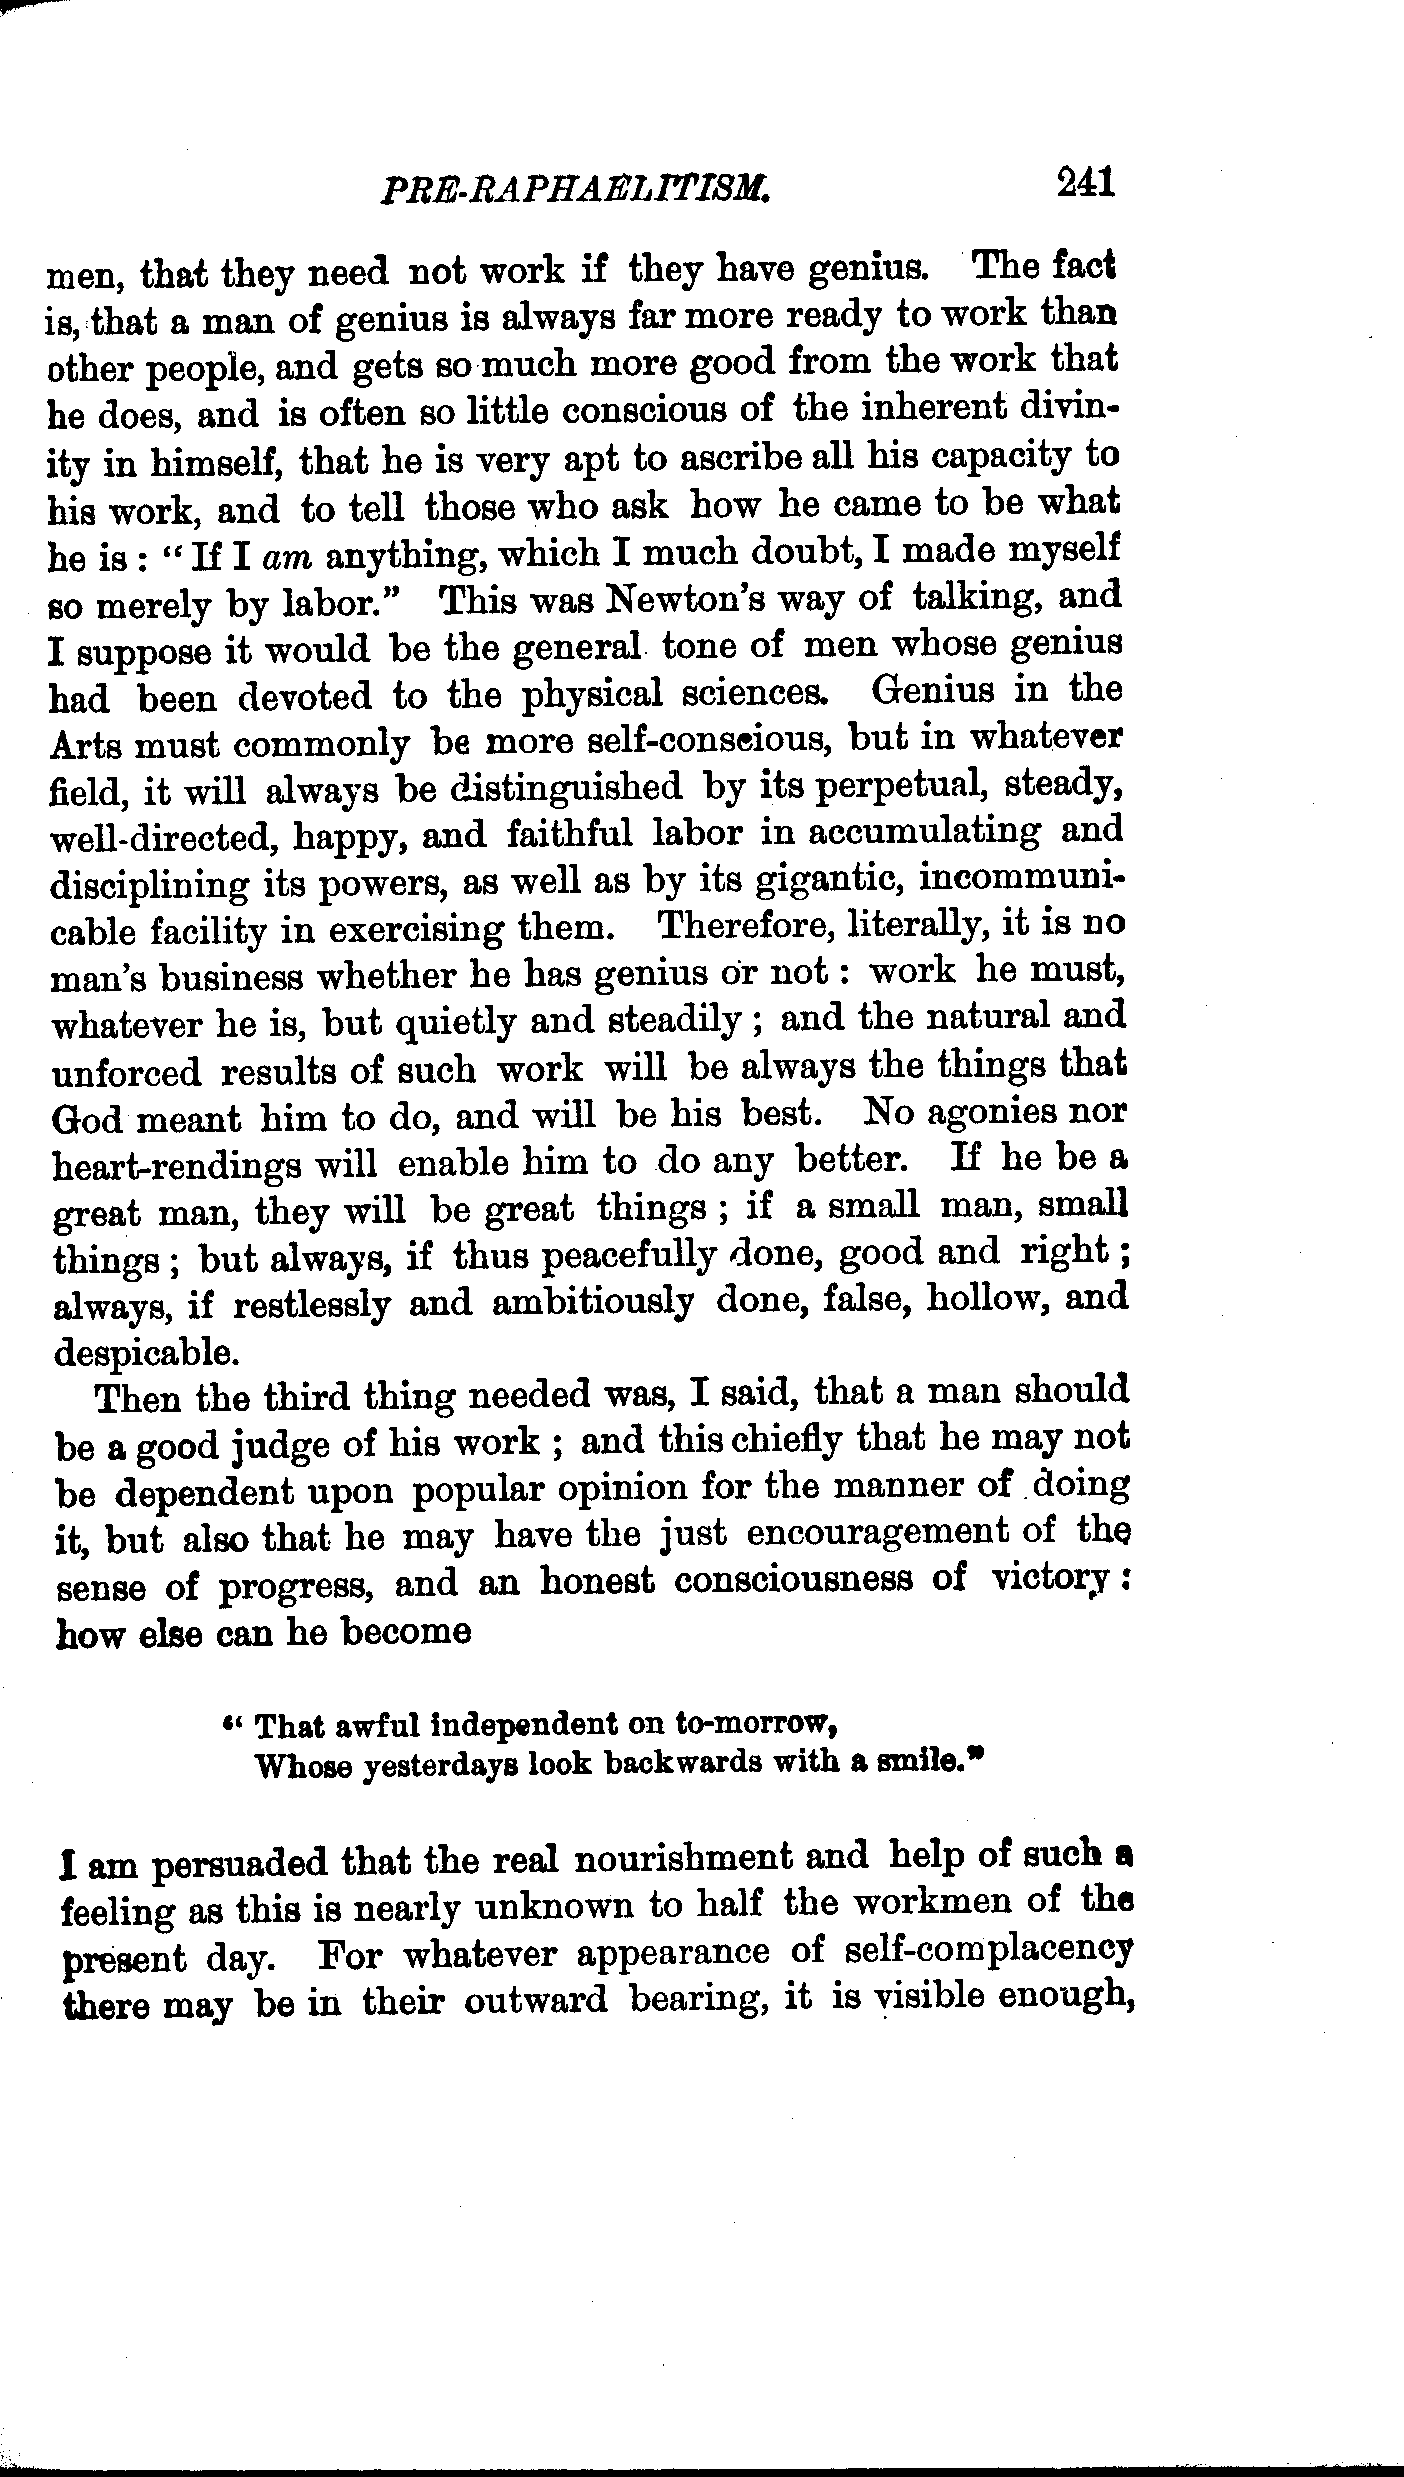 PRE-RAPHAELITISM. 241
men, that they need not work if they have genius. The fact
is, that a man of genius is always far more ready to work than
other people, and gets so much more good from the work that
he does, and is often so little conscious of the inherent divin-
ity in himself, that he is very apt to ascribe all his capacity to
his work, and to tell those who ask how he came to be what
he is : “ If I am anything, which I much doubt, I made myself
so merely by labor.” This was Newton’s way of talking, and
I suppose it would be the general tone of men whose genius
had been devoted to the physical sciences. Genius in the
Arts must commonly be more self-conscious, but in whatever
field, it will always be distinguished by its perpetual, steady,
well-directed, happy, and faithful labor in accumulating and
disciplining its powers, as well as by its gigantic, incommuni-
cable facility in exercising them. Therefore, literally, it is no
man’s business whether he has genius or not : work he must,
whatever he is, but quietly and steadily ; and the natural and
unforced results of such work will be always the things that
God meant him to do, and will be his best. No agonies nor
heart-rendings will enable him to do any better. If he be a
great man, they will be great things ; if a small man, small
things ; but always, if thus peacefully done, good and right ;
always, if restlessly and ambitiously done, false, hollow, and
despicable.
Then the third thing needed was, I said, that a man should
be a good judge of his work ; and this chiefly that he may not
be dependent upon popular opinion for the manner of doing
it, but also that he may have the just encouragement of the
sense of progress, and an honest consciousness of victory :
how else can he become
“ That awful independent on to-morrow,
Whose yesterdays look backwards with a smile.”
I am persuaded that the real nourishment and help of such a
feeling as this is nearly unknown to half the workmen of the
present day. For whatever appearance of self-complacency
there may be in their outward bearing, it is visible enough,